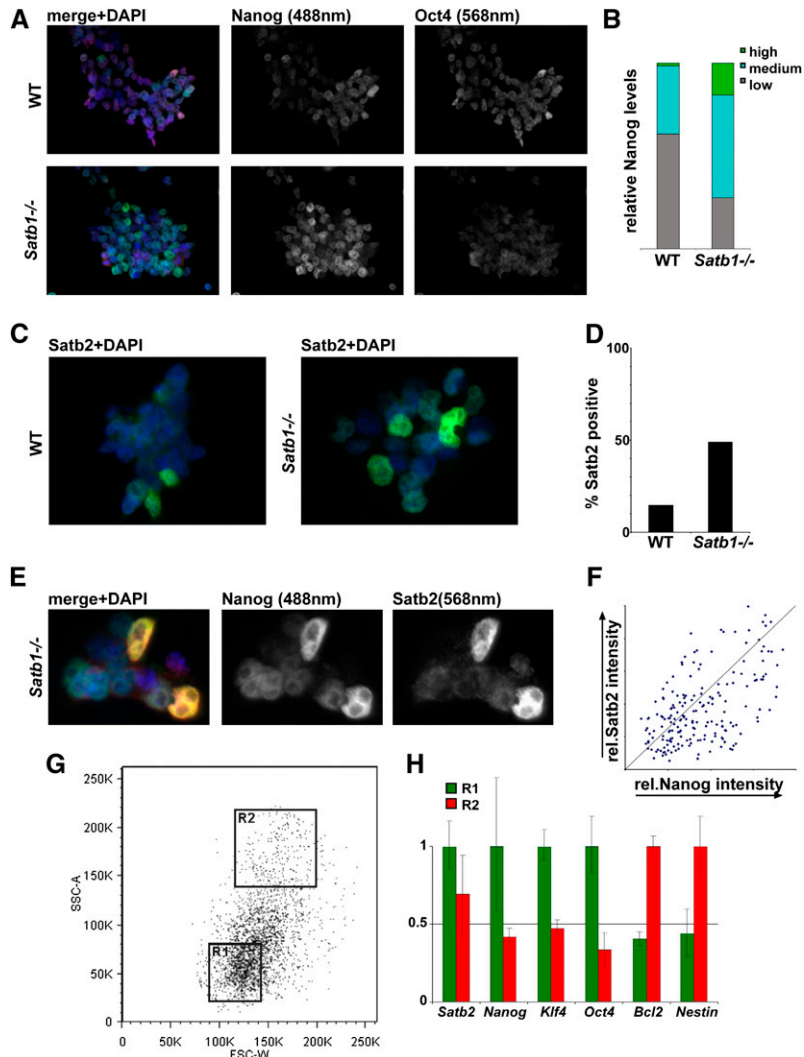 A
merge+DAPI
Nanog (488nm)
Oct4 (568nm)
WT
Satb1-/-
B
high
medium
low
relative Nanog levels
WT
Satb1-/-
C
Satb2+DAPI
Satb2+DAPI
WT
Satb1-/-
D
100
50
0
% Satb2 positive
WT
Satb1-/-
E
merge+DAPI
Nanog (488nm)
Satb2(568nm)
Satb1-/-
F
rel.Satb2 intensity
rel.Nanog intensity
G
250K
200K
150K
100K
50K
0
SSC-A
R2
R1
0
50K
100K
150K
200K
250K
FSC-W
H
R1
R2
1
0.5
0
Satb2
Nanog
Klf4
Oct4
Bcl2
Nestin